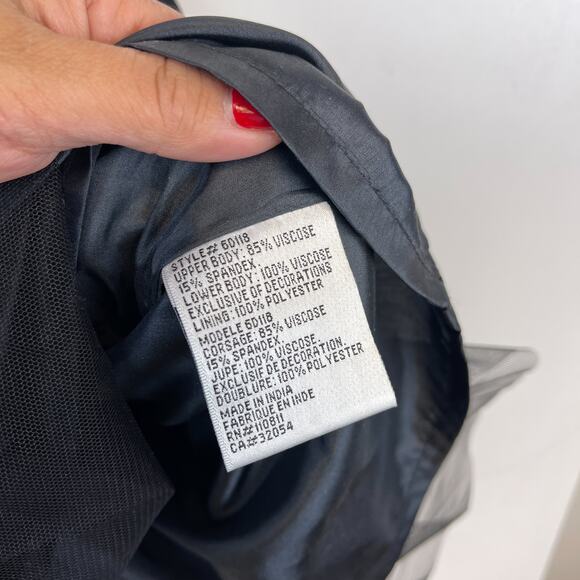 STYLE# 6D118
UPPER BODY: 85% VISCOSE
15% SPANDEX.
LOWER BODY: 100% VISCOSE
EXCLUSIVE OF DECORATIONS
LINING: 100% POLYESTER
MODELE 6D118
CORSAGE: 85% VISCOSE
15% SPANDEX.
JUPE: 100% VISCOSE.
EXCLUSIF DE DECORATION.
DOUBLURE: 100% POLYESTER
MADE IN INDIA
FABRIQUE EN INDE
RN# 110811
CA# 32054